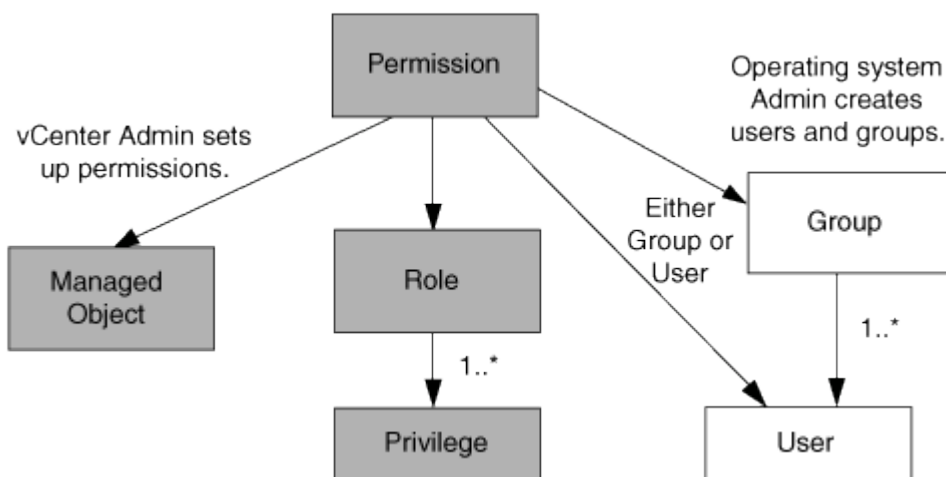 Permission
Operating system
Admin creates
users and groups.
vCenter Admin sets
up permissions.
Either
Group or
User
Group
Managed
Object
Role
1..*
1..*
Privilege
User